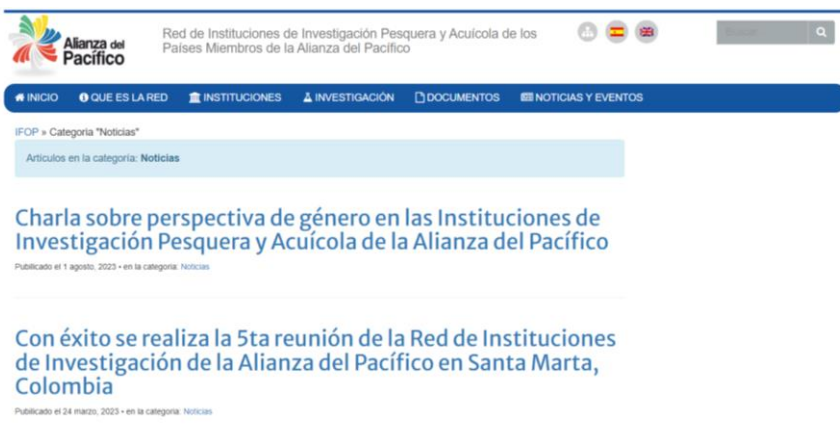 Alianza del
Pacífico
Red de Instituciones de Investigación Pesquera y Acuícola de los
Países Miembros de la Alianza del Pacífico
Buscar
INICIO QUE ES LA RED INSTITUCIONES INVESTIGACIÓN DOCUMENTOS NOTICIAS Y EVENTOS
IFOP » Categoria "Noticias"
Artículos en la categoría: Noticias
Charla sobre perspectiva de género en las Instituciones de
Investigación Pesquera y Acuícola de la Alianza del Pacífico
Publicado el 1 agosto, 2023 • en la categoria: Noticias
Con éxito se realiza la 5ta reunión de la Red de Instituciones
de Investigación de la Alianza del Pacífico en Santa Marta,
Colombia
Publicado el 24 marzo, 2023 • en la categoria: Noticias